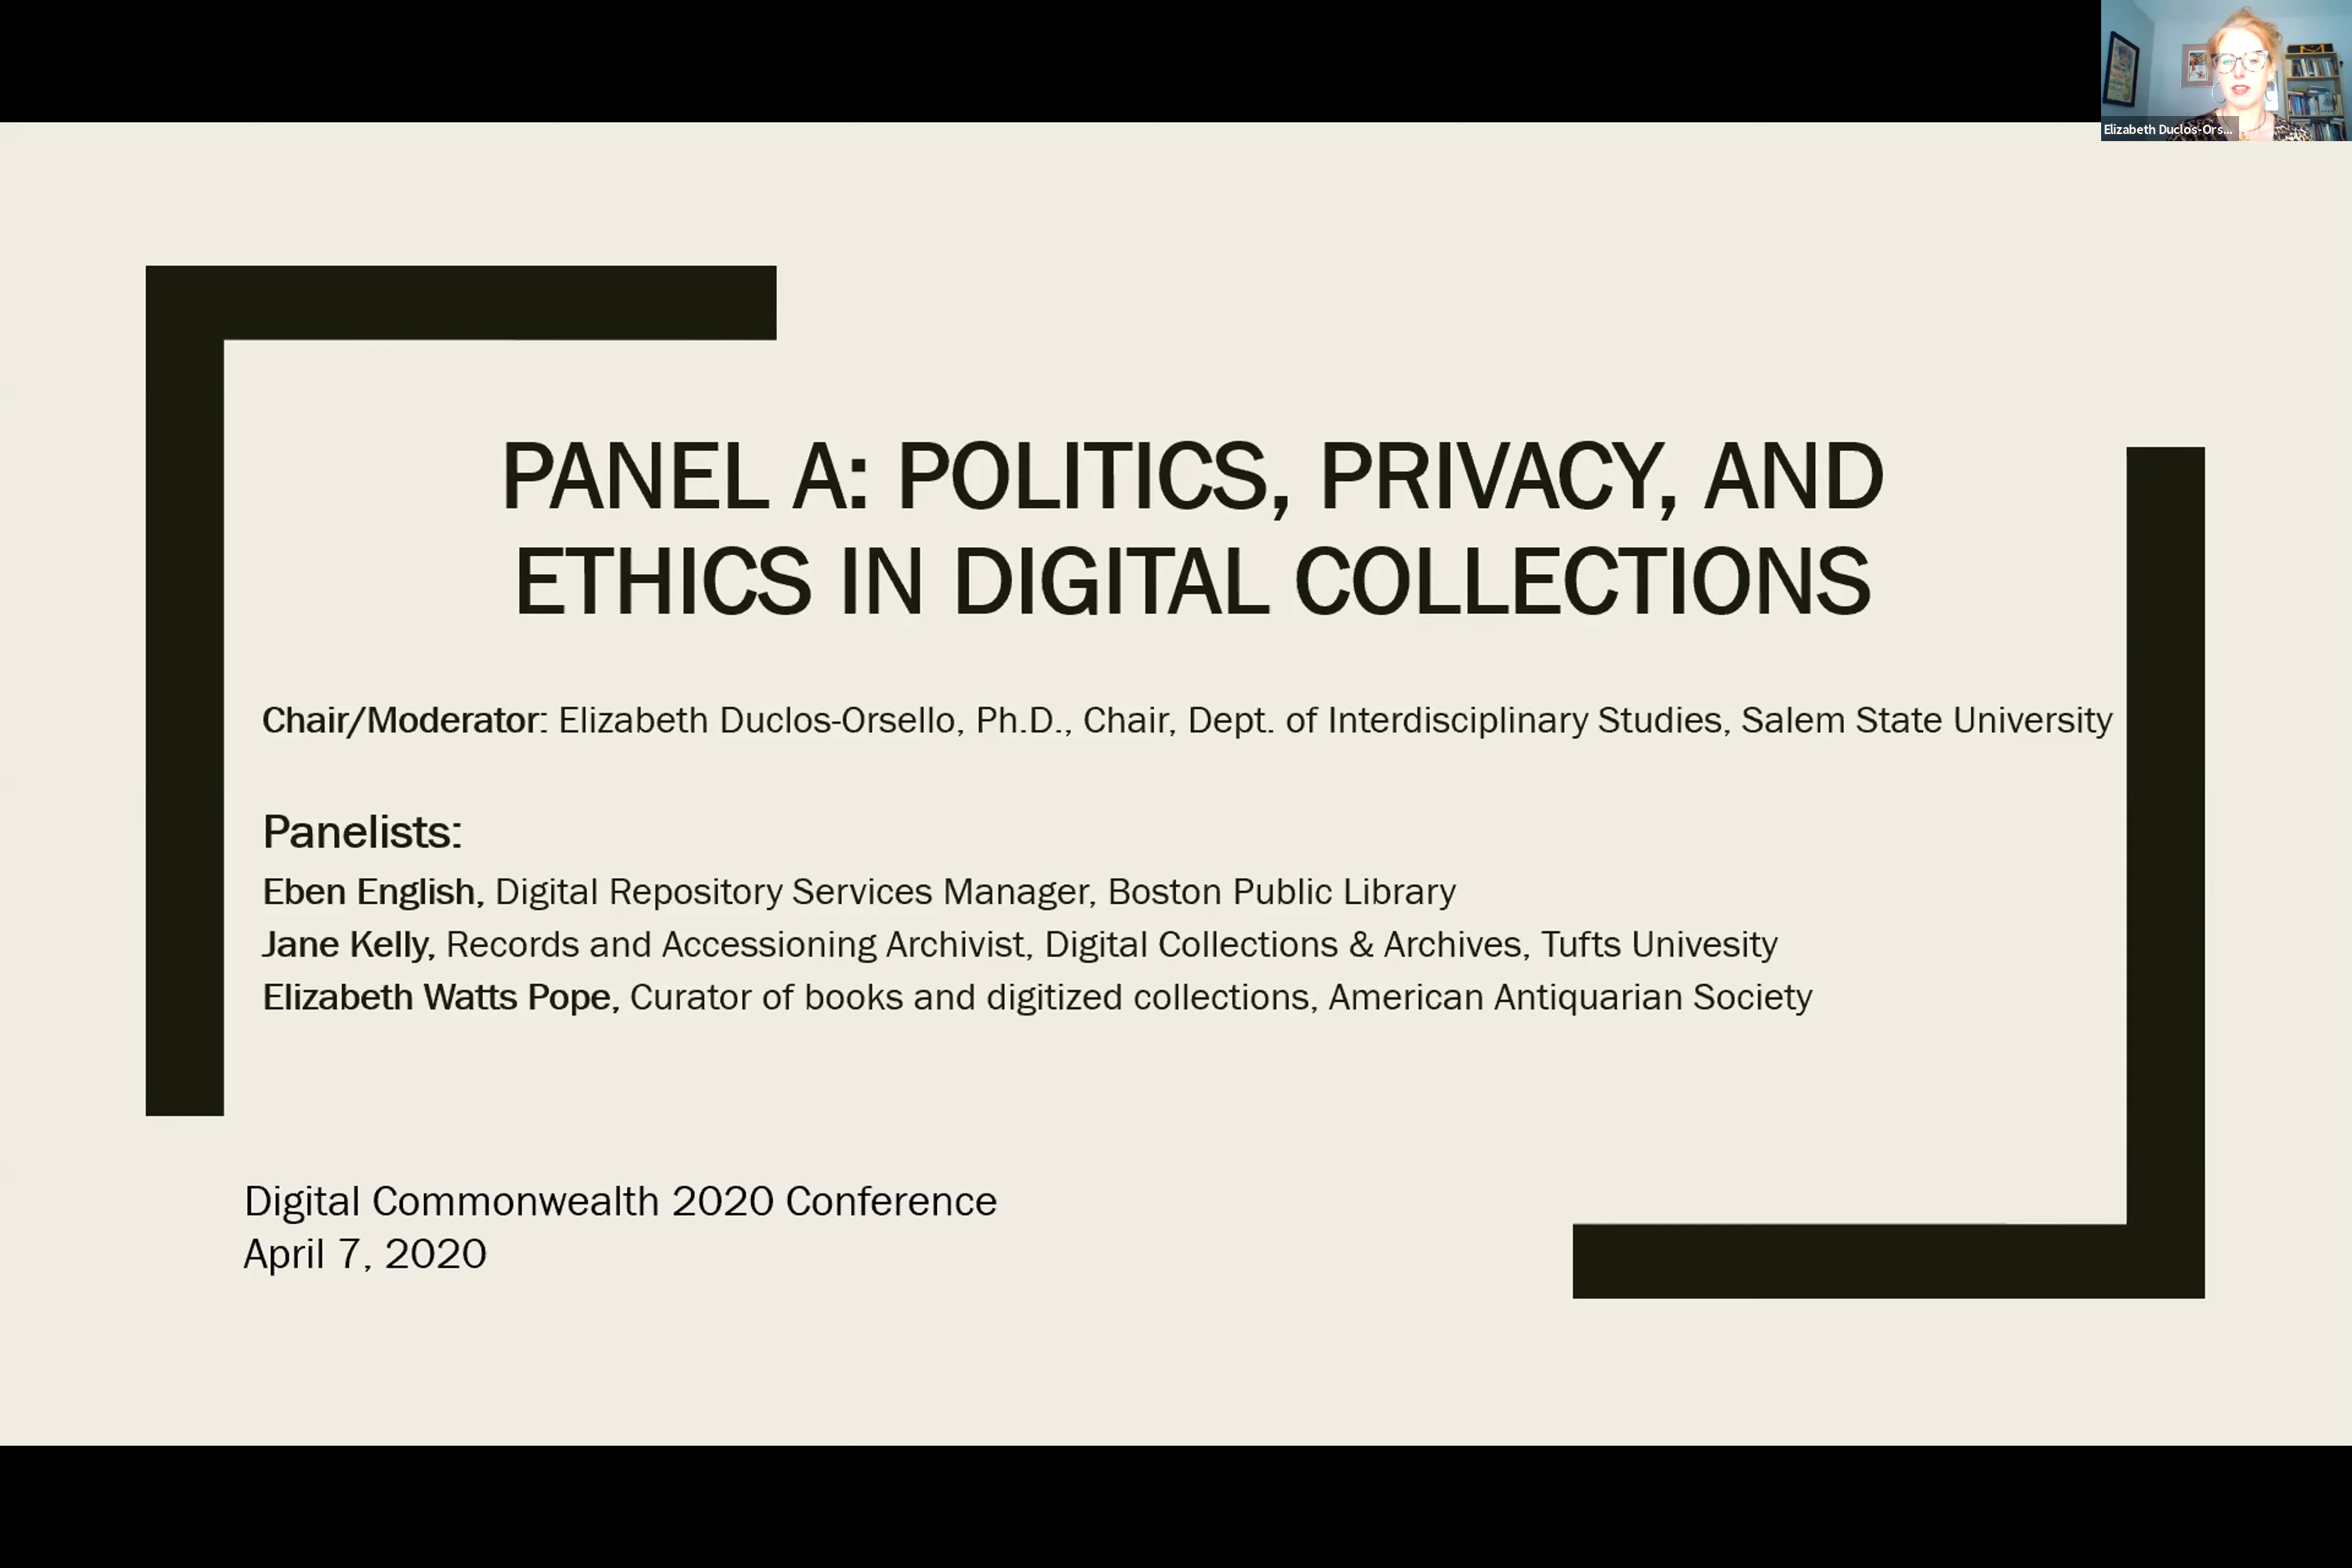 Elizabeth Duclos-Ors...
PANEL A: POLITICS, PRIVACY, AND
ETHICS IN DIGITAL COLLECTIONS
Chair/Moderator: Elizabeth Duclos-Orsello, Ph.D., Chair, Dept. of Interdisciplinary Studies, Salem State University
Panelists:
Eben English, Digital Repository Services Manager, Boston Public Library
Jane Kelly, Records and Accessioning Archivist, Digital Collections & Archives, Tufts Univesity
Elizabeth Watts Pope, Curator of books and digitized collections, American Antiquarian Society
Digital Commonwealth 2020 Conference
April 7, 2020